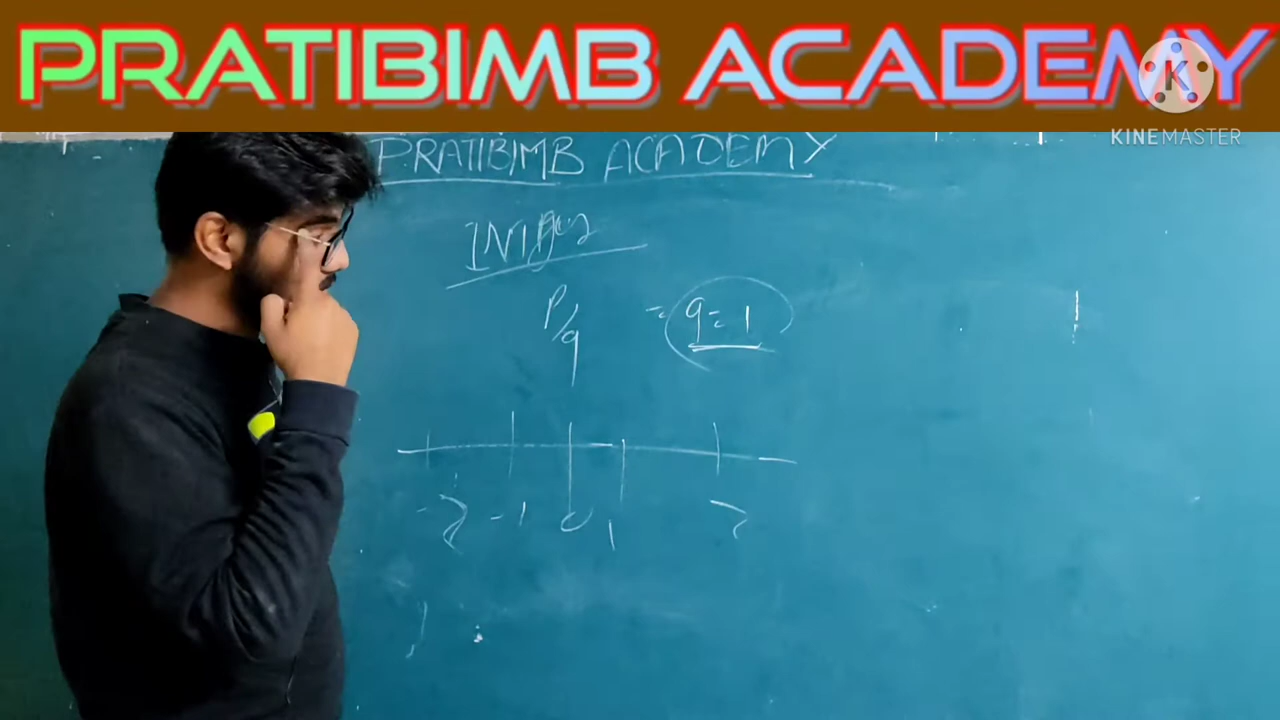 PRATIBIMB ACADEMY
KINEMASTER
PRATIBIMB ACADEMY
P/q = q = 1
-2 -1 0 1 2